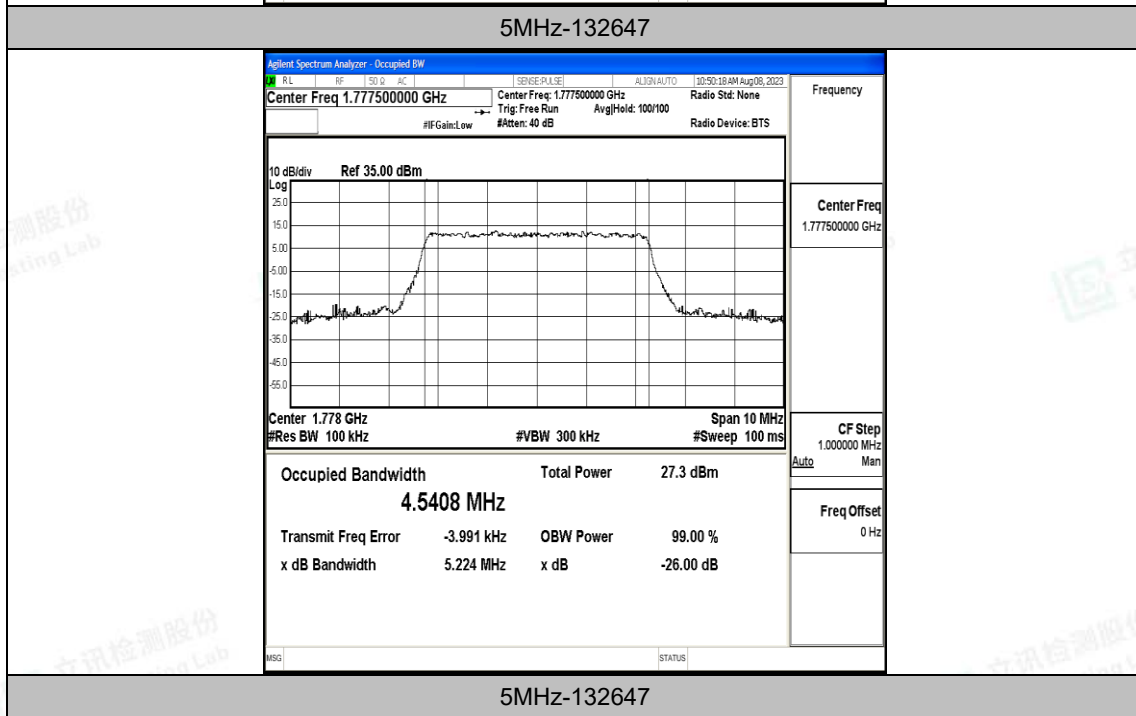 5MHz-132647
Agilent Spectrum Analyzer - Occupied BW
RL RF 50 Ω AC SENSE:PULSE ALIGN AUTO 10:50:18 AM Aug 08, 2023
Center Freq 1.777500000 GHz
Center Freq: 1.777500000 GHz
Radio Std: None
Trig: Free Run Avg|Hold: 100/100
#IFGain:Low #Atten: 40 dB Radio Device: BTS
Frequency
10 dB/div Ref 35.00 dBm
Log
25.0
15.0
5.00
-5.00
-15.0
-25.0
-35.0
-45.0
-55.0
Center 1.778 GHz Span 10 MHz
#Res BW 100 kHz #VBW 300 kHz #Sweep 100 ms
Center Freq
1.777500000 GHz
CF Step
1.000000 MHz
Auto Man
Freq Offset
0 Hz
Occupied Bandwidth Total Power 27.3 dBm
4.5408 MHz
Transmit Freq Error -3.991 kHz OBW Power 99.00 %
x dB Bandwidth 5.224 MHz x dB -26.00 dB
MSG STATUS
5MHz-132647
立讯检测股份